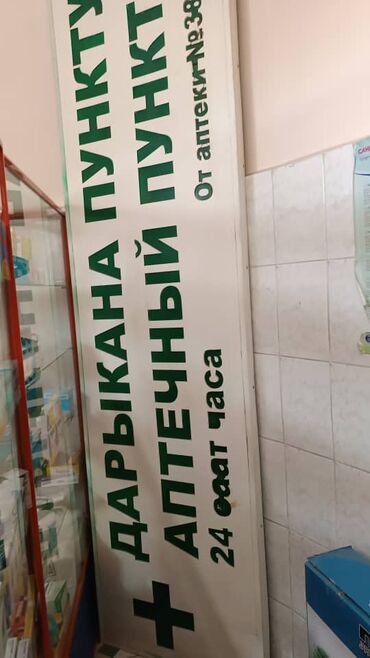 ДАРЫКАНА ПУНКТУ
АПТЕЧНЫЙ ПУНКТ
24 саат часа
От аптеки №38